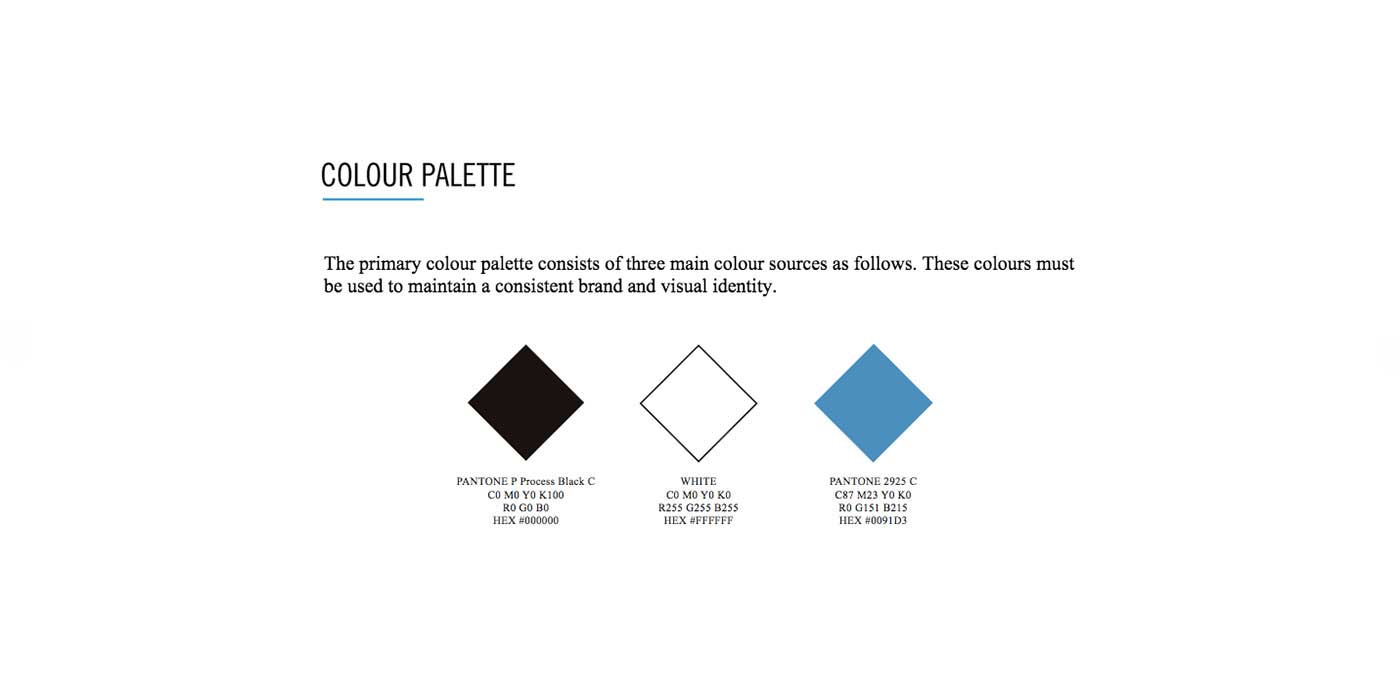 COLOUR PALETTE
The primary colour palette consists of three main colour sources as follows. These colours must
be used to maintain a consistent brand and visual identity.
PANTONE P Process Black C
C0 M0 Y0 K100
R0 G0 B0
HEX #000000
WHITE
C0 M0 Y0 K0
R255 G255 B255
HEX #FFFFFF
PANTONE 2925 C
C87 M23 Y0 K0
R0 G151 B215
HEX #0091D3